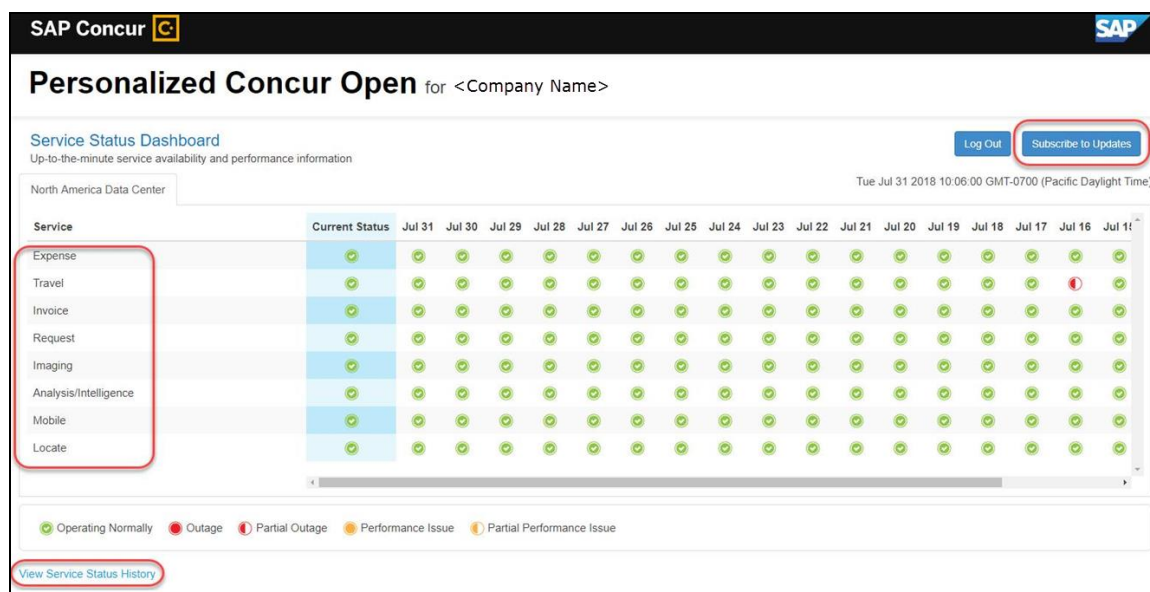 SAP Concur C
SAP
Personalized Concur Open for <Company Name>
Service Status Dashboard
Up-to-the-minute service availability and performance information
Log Out
Subscribe to Updates
North America Data Center
Tue Jul 31 2018 10:06:00 GMT-0700 (Pacific Daylight Time)
Service Current Status Jul 31 Jul 30 Jul 29 Jul 28 Jul 27 Jul 26 Jul 25 Jul 24 Jul 23 Jul 22 Jul 21 Jul 20 Jul 19 Jul 18 Jul 17 Jul 16 Jul
Expense
Travel
Invoice
Request
Imaging
Analysis/Intelligence
Mobile
Locate
Operating Normally Outage Partial Outage Performance Issue Partial Performance Issue
View Service Status History